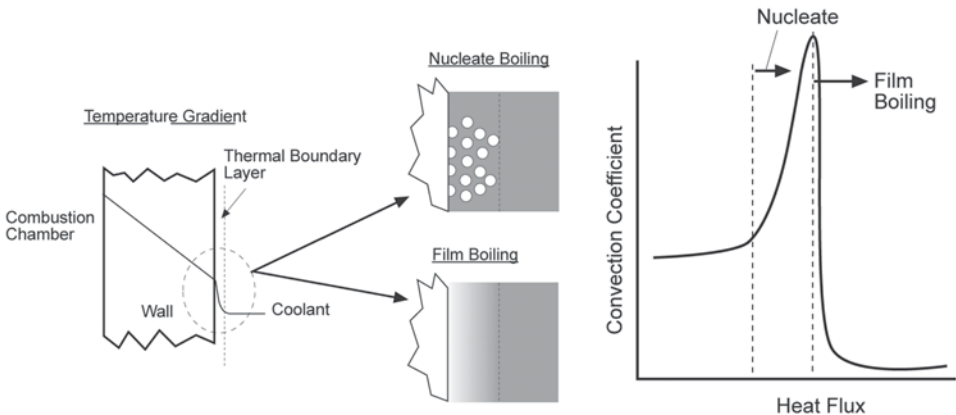 Temperature Gradient
Thermal Boundary
Layer
Combustion
Chamber
Wall
Coolant
Nucleate Boiling
Film Boiling
Nucleate
Film
Boiling
Convection Coefficient
Heat Flux